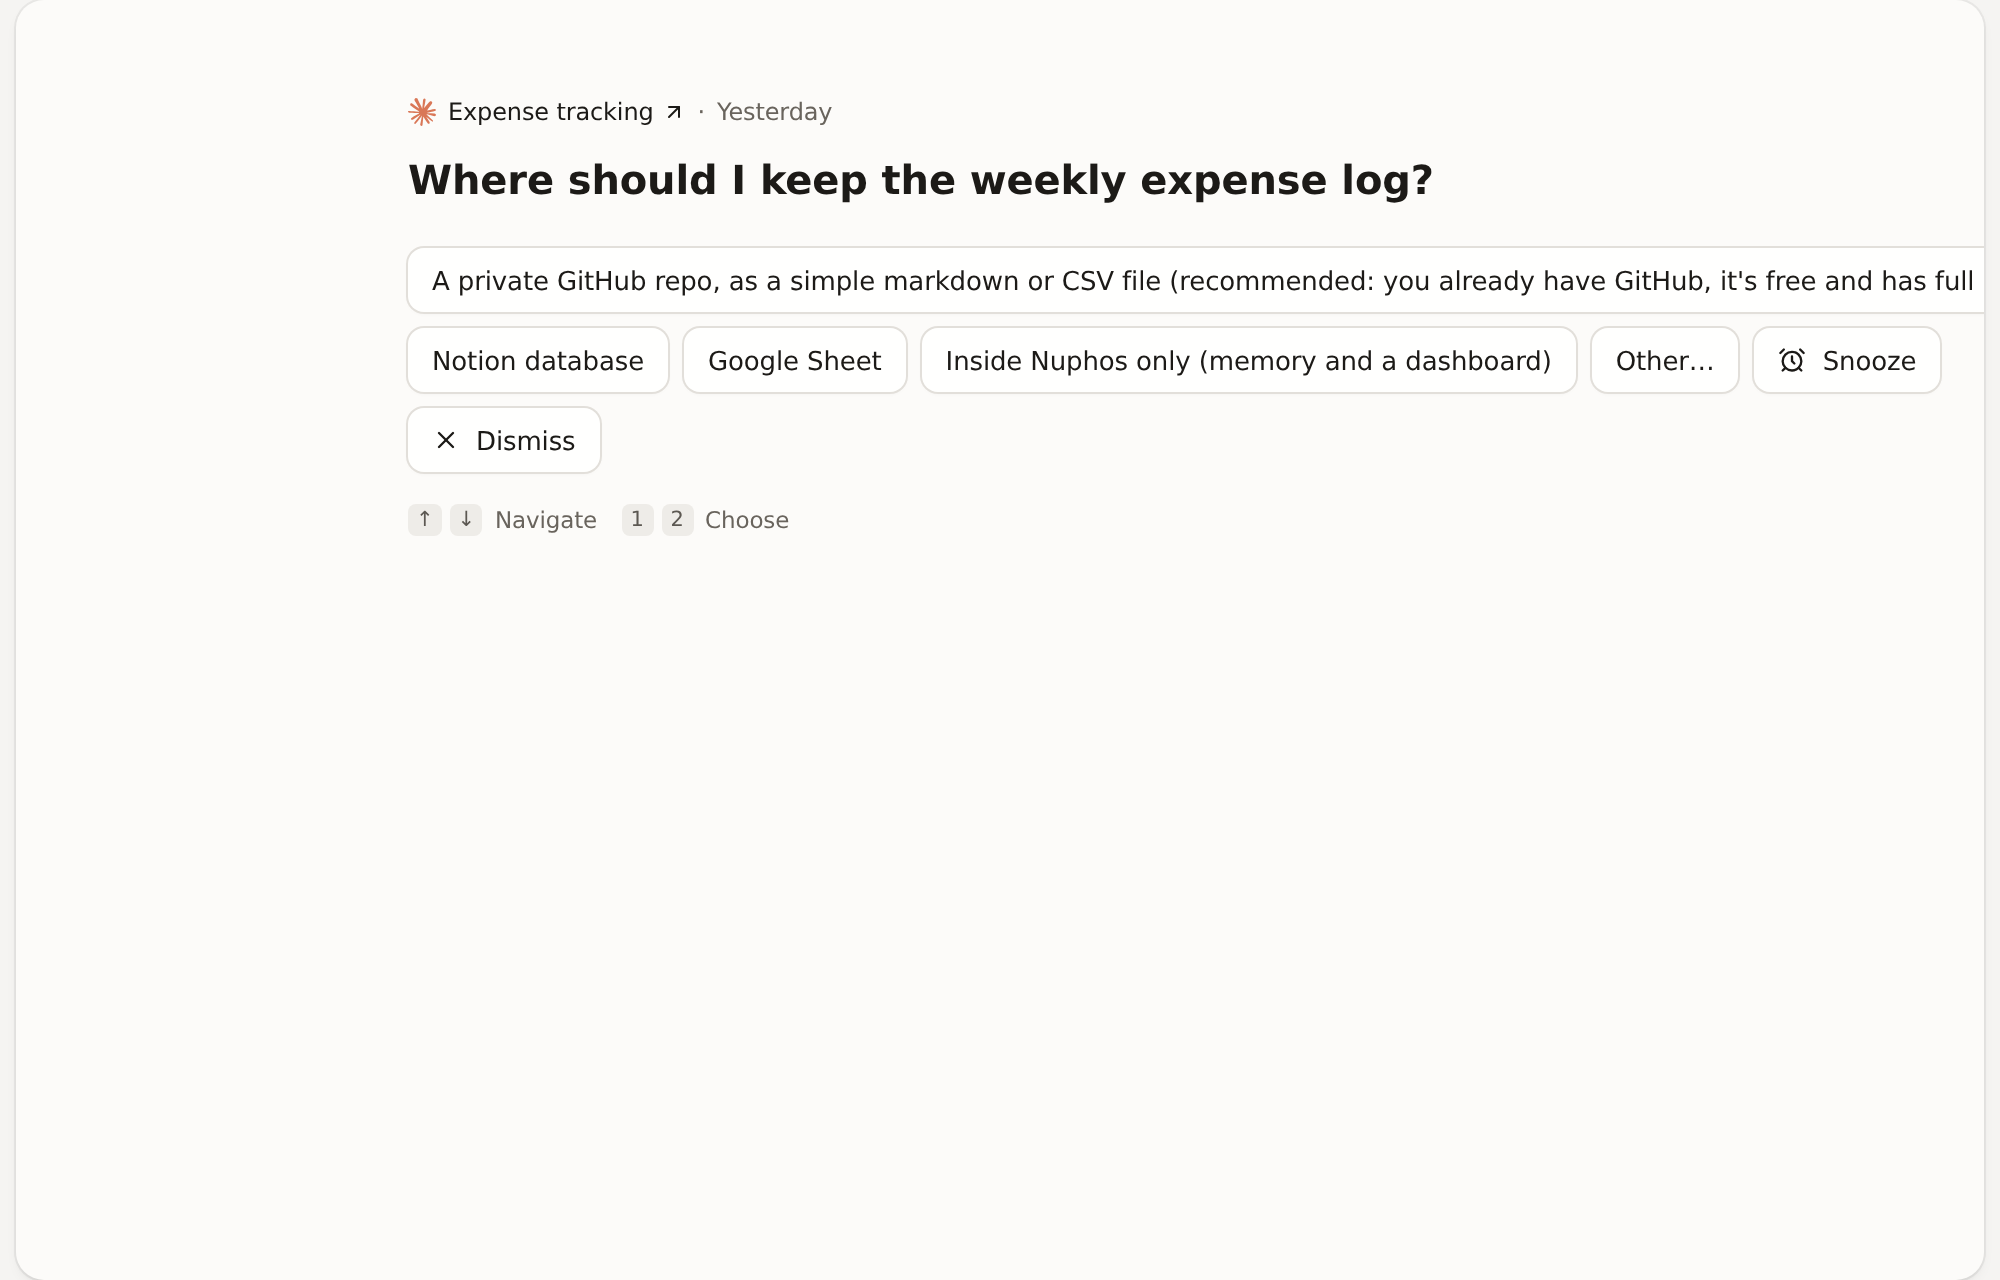 Expense tracking ↗ · Yesterday
Where should I keep the weekly expense log?
A private GitHub repo, as a simple markdown or CSV file (recommended: you already have GitHub, it's free and has full
Notion database Google Sheet Inside Nuphos only (memory and a dashboard) Other… Snooze
Dismiss
↑ ↓ Navigate 1 2 Choose